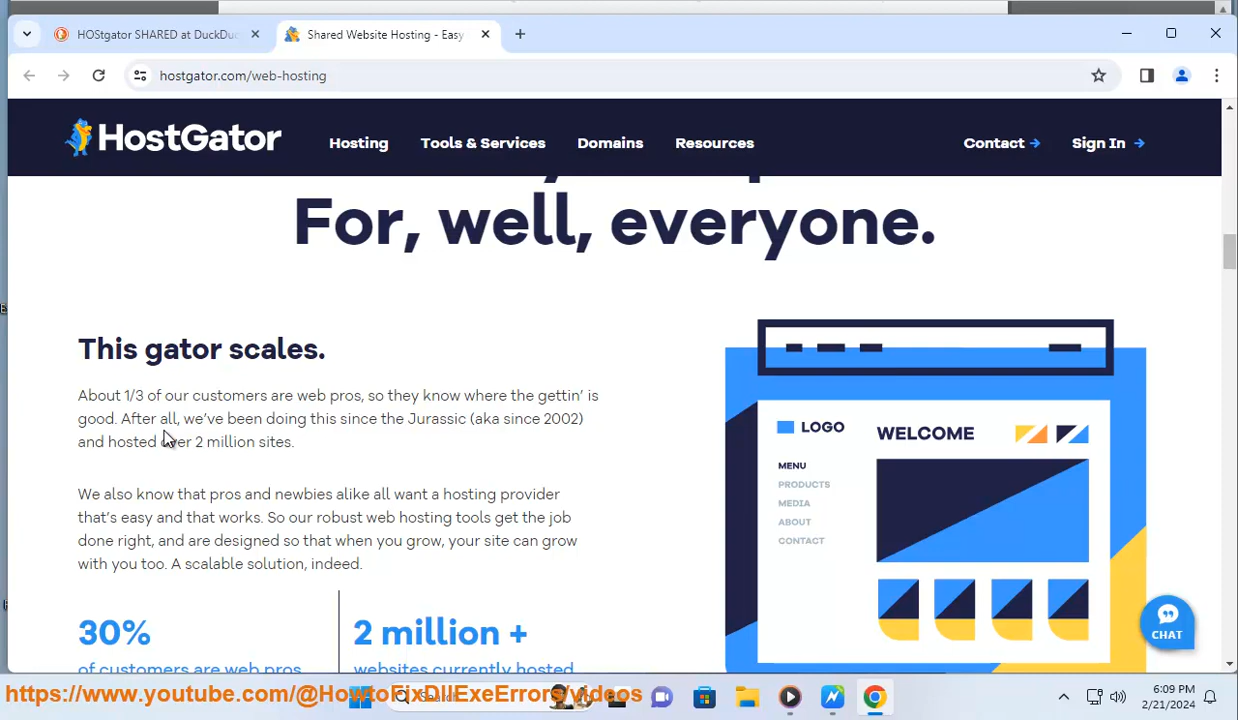 HOStgator SHARED at DuckDu
Shared Website Hosting - Easy
hostgator.com/web-hosting
HostGator
Hosting
Tools & Services
Domains
Resources
Contact
Sign In
For, well, everyone.
This gator scales.
About 1/3 of our customers are web pros, so they know where the gettin' is
good. After all, we've been doing this since the Jurassic (aka since 2002)
and hosted over 2 million sites.
We also know that pros and newbies alike all want a hosting provider
that's easy and that works. So our robust web hosting tools get the job
done right, and are designed so that when you grow, your site can grow
with you too. A scalable solution, indeed.
30%
of customers are web pros
2 million +
websites currently hosted
LOGO
WELCOME
MENU
PRODUCTS
MEDIA
ABOUT
CONTACT
CHAT
https://www.youtube.com/@HowtoFixDllExeErrors/videos
Search
6:09 PM
2/21/2024